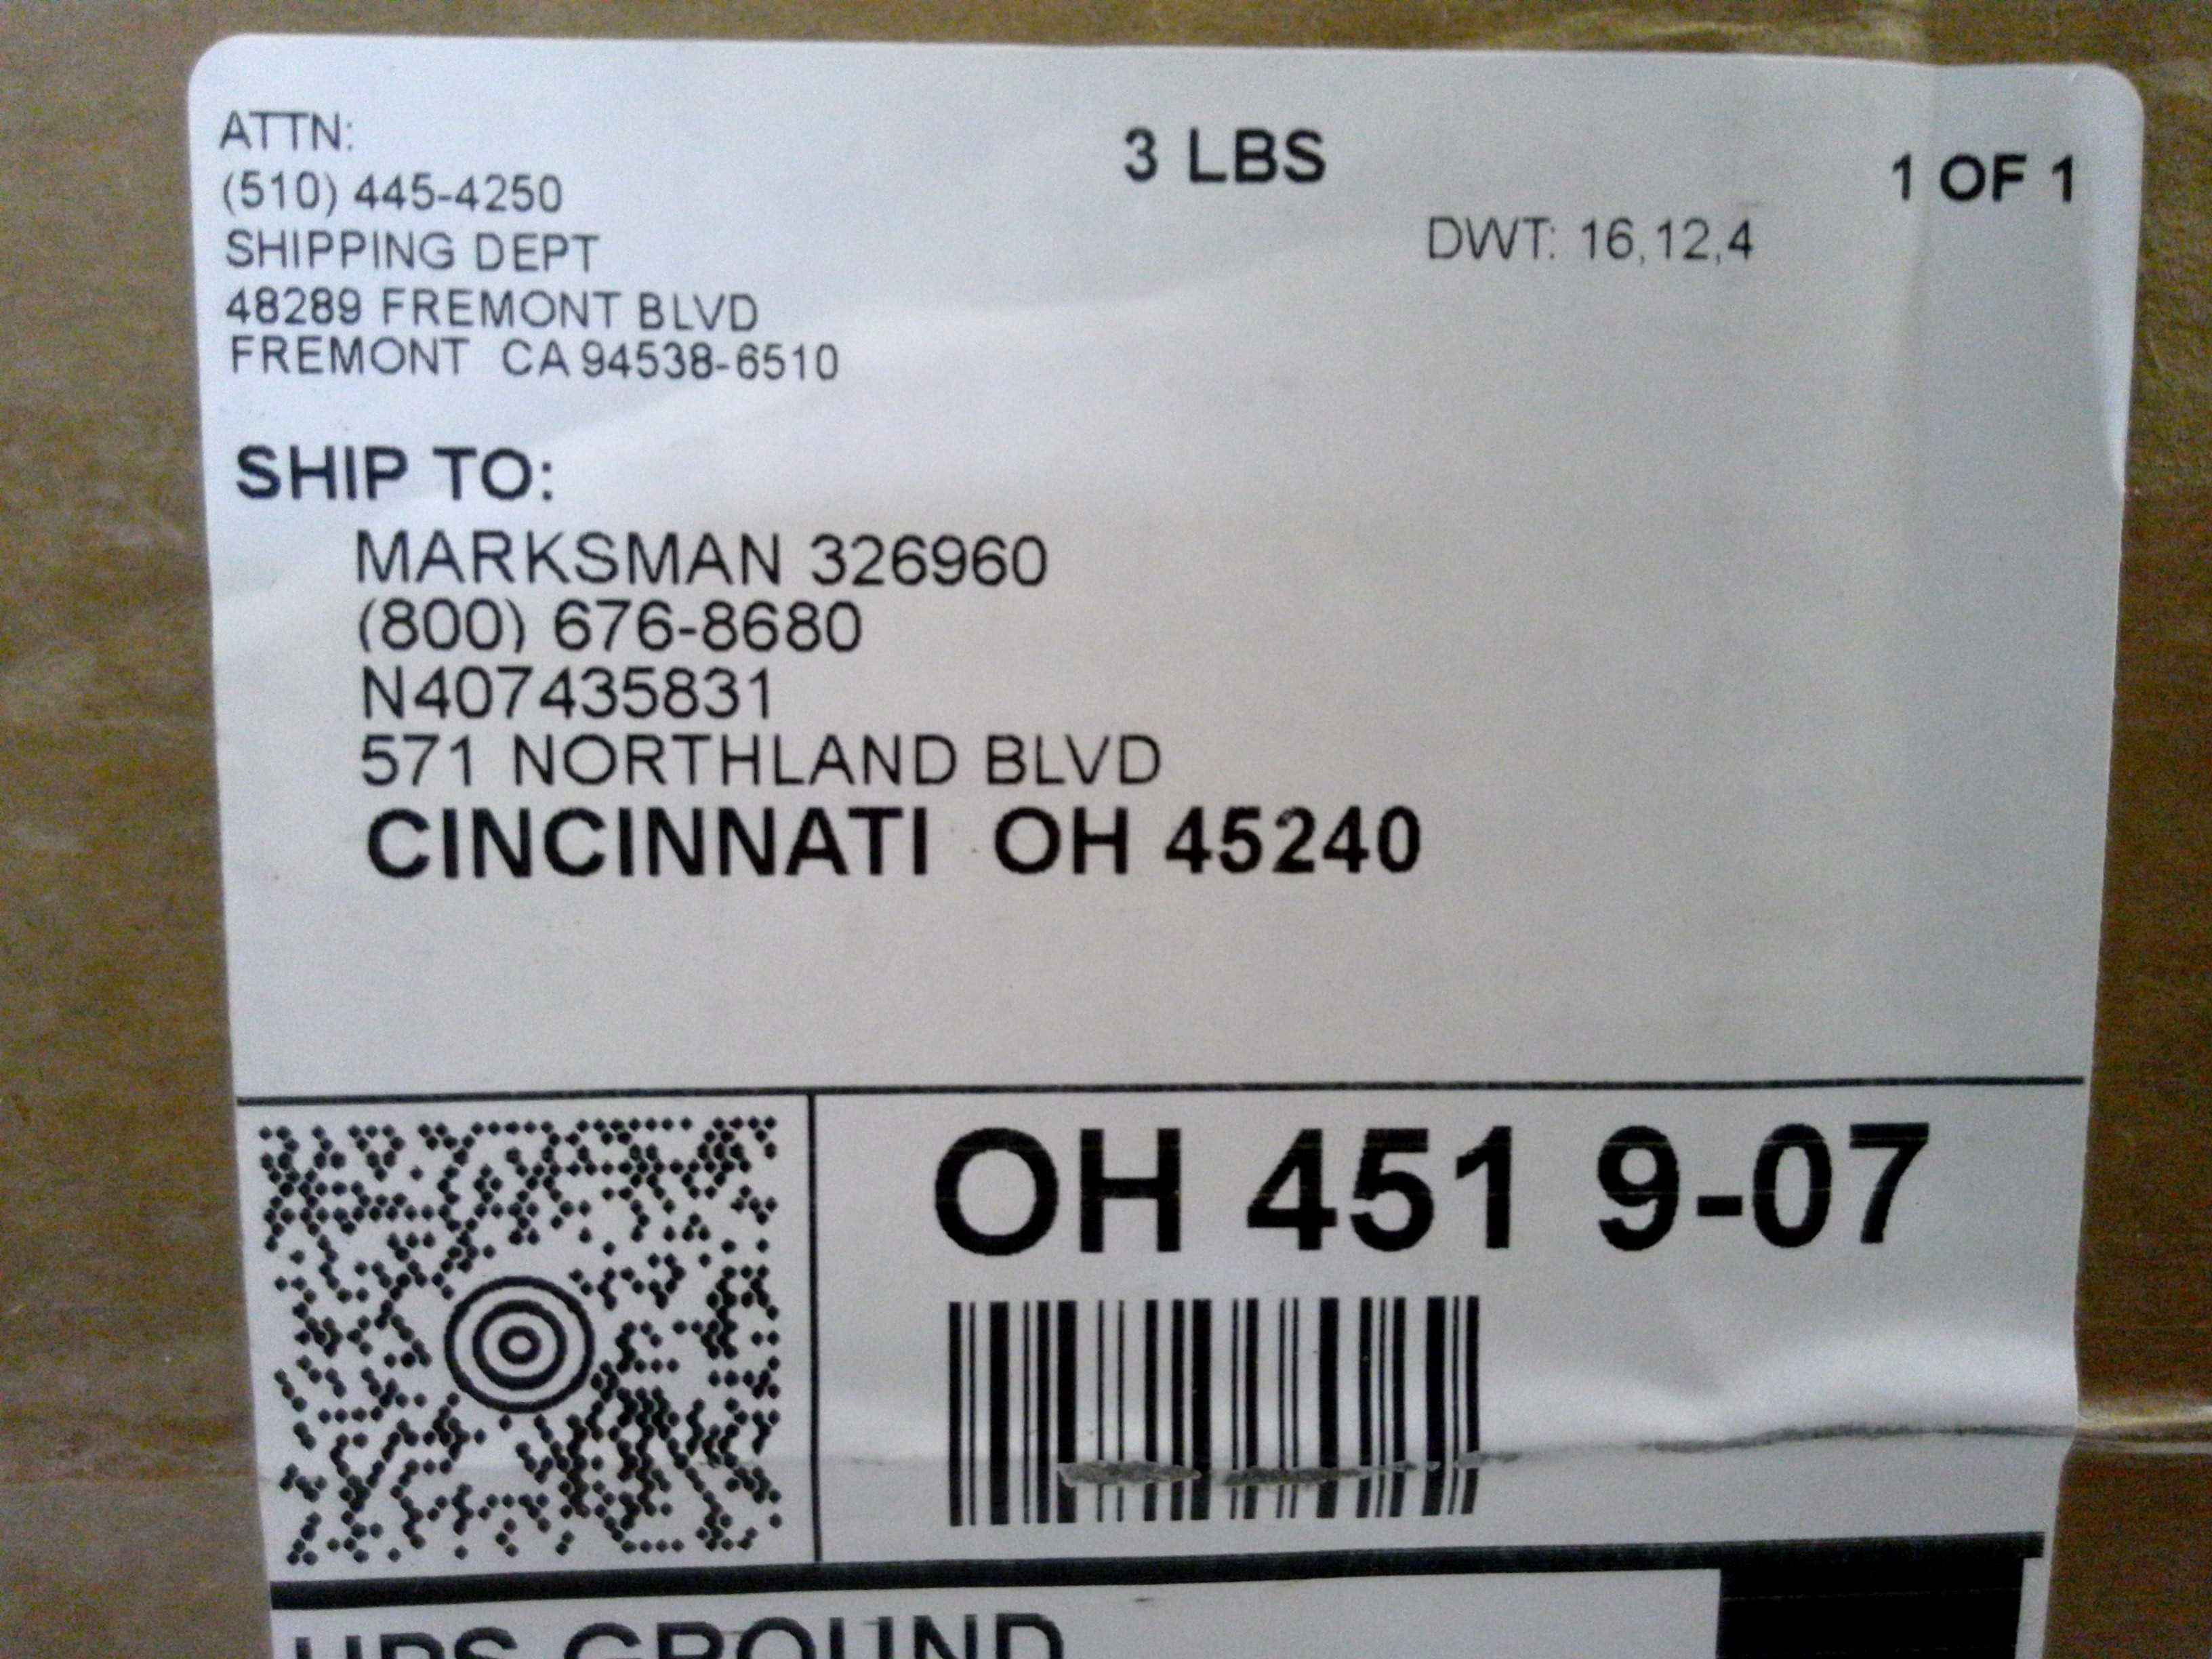 ATTN:
(510) 445-4250
SHIPPING DEPT
48289 FREMONT BLVD
FREMONT CA 94538-6510
3 LBS
1 OF 1
DWT: 16,12,4
SHIP TO:
MARKSMAN 326960
(800) 676-8680
N407435831
571 NORTHLAND BLVD
CINCINNATI OH 45240
OH 451 9-07
UPS GROUND